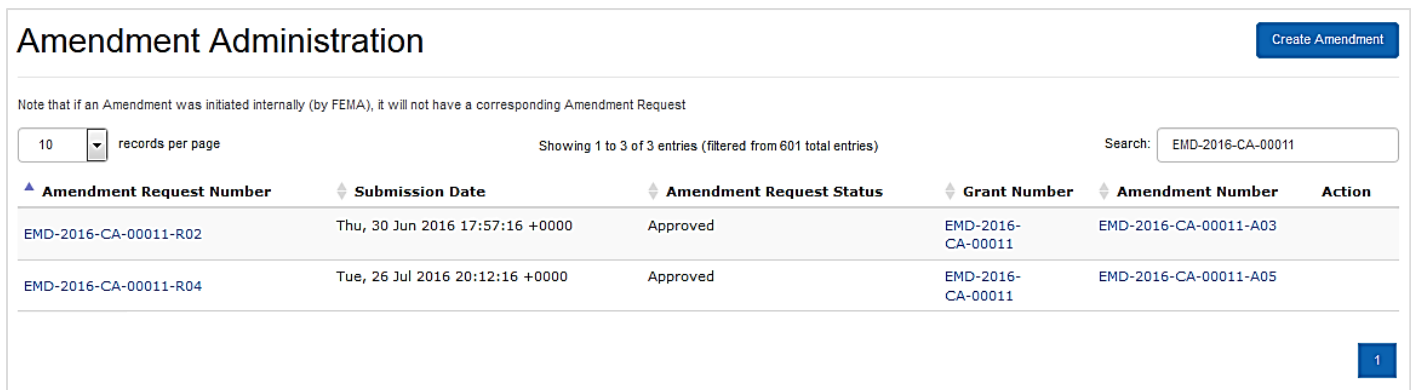 Amendment Administration
Create Amendment
Note that if an Amendment was initiated internally (by FEMA), it will not have a corresponding Amendment Request
10 records per page Showing 1 to 3 of 3 entries (filtered from 601 total entries) Search: EMD-2016-CA-00011
Amendment Request Number Submission Date Amendment Request Status Grant Number Amendment Number Action
EMD-2016-CA-00011-R02 Thu, 30 Jun 2016 17:57:16 +0000 Approved EMD-2016- EMD-2016-CA-00011-A03
CA-00011
EMD-2016-CA-00011-R04 Tue, 26 Jul 2016 20:12:16 +0000 Approved EMD-2016- EMD-2016-CA-00011-A05
CA-00011
1